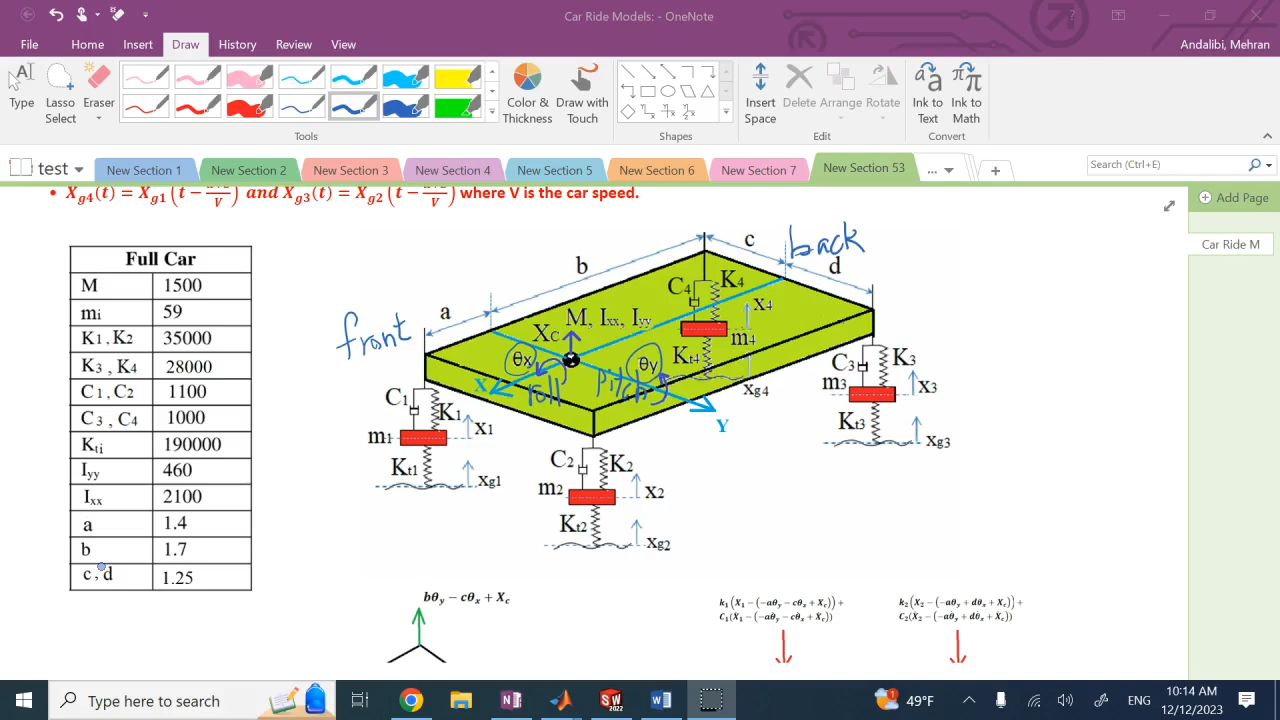 Car Ride Models: - OneNote
Andalibi, Mehran
File
Home
Insert
Draw
History
Review
View
Type
Lasso
Select
Eraser
Color &
Thickness
Draw with
Touch
Insert
Space
Delete
Arrange
Rotate
Ink to
Text
Ink to
Math
Tools
Shapes
Edit
Convert
test
New Section 1
New Section 2
New Section 3
New Section 4
New Section 5
New Section 6
New Section 7
New Section 53
...
Search (Ctrl+E)
Add Page
Car Ride M
• Xg4(t) = Xg1 (t − V) and Xg3(t) = Xg2 (t − V) where V is the car speed.
Full Car
M 1500
mi 59
K1, K2 35000
K3, K4 28000
C1, C2 1100
C3, C4 1000
Kti 190000
Iyy 460
Ixx 2100
a 1.4
b 1.7
c, d 1.25
front
back
a
b
c
d
M, Ixx, Iyy
XC
θx
θy
roll
pitch
X
Y
C1
K1
m1
x1
Kt1
xg1
C2
K2
m2
x2
Kt2
xg2
C3
K3
m3
x3
Kt3
xg3
C4
K4
x4
m4
Kt4
xg4
bθy − cθx + Xc
k1(X1 − (−aθy − cθx + Xc)) +
C1(Ẋ1 − (−aθ̇y − cθ̇x + Ẋc))
k2(X2 − (−aθy + dθx + Xc)) +
C2(Ẋ2 − (−aθ̇y + dθ̇x + Ẋc))
Type here to search
49°F
ENG
10:14 AM
12/12/2023